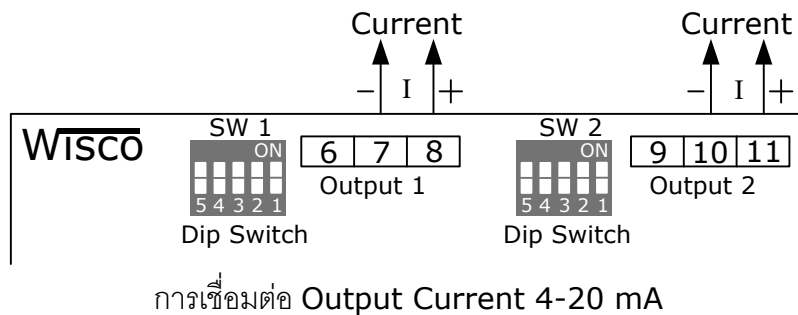 Current Current
− I + − I +
Wisco SW 1 SW 2
ON ON
6 7 8 9 10 11
Output 1 Output 2
5 4 3 2 1 5 4 3 2 1
Dip Switch Dip Switch
การเชื่อมต่อ Output Current 4-20 mA